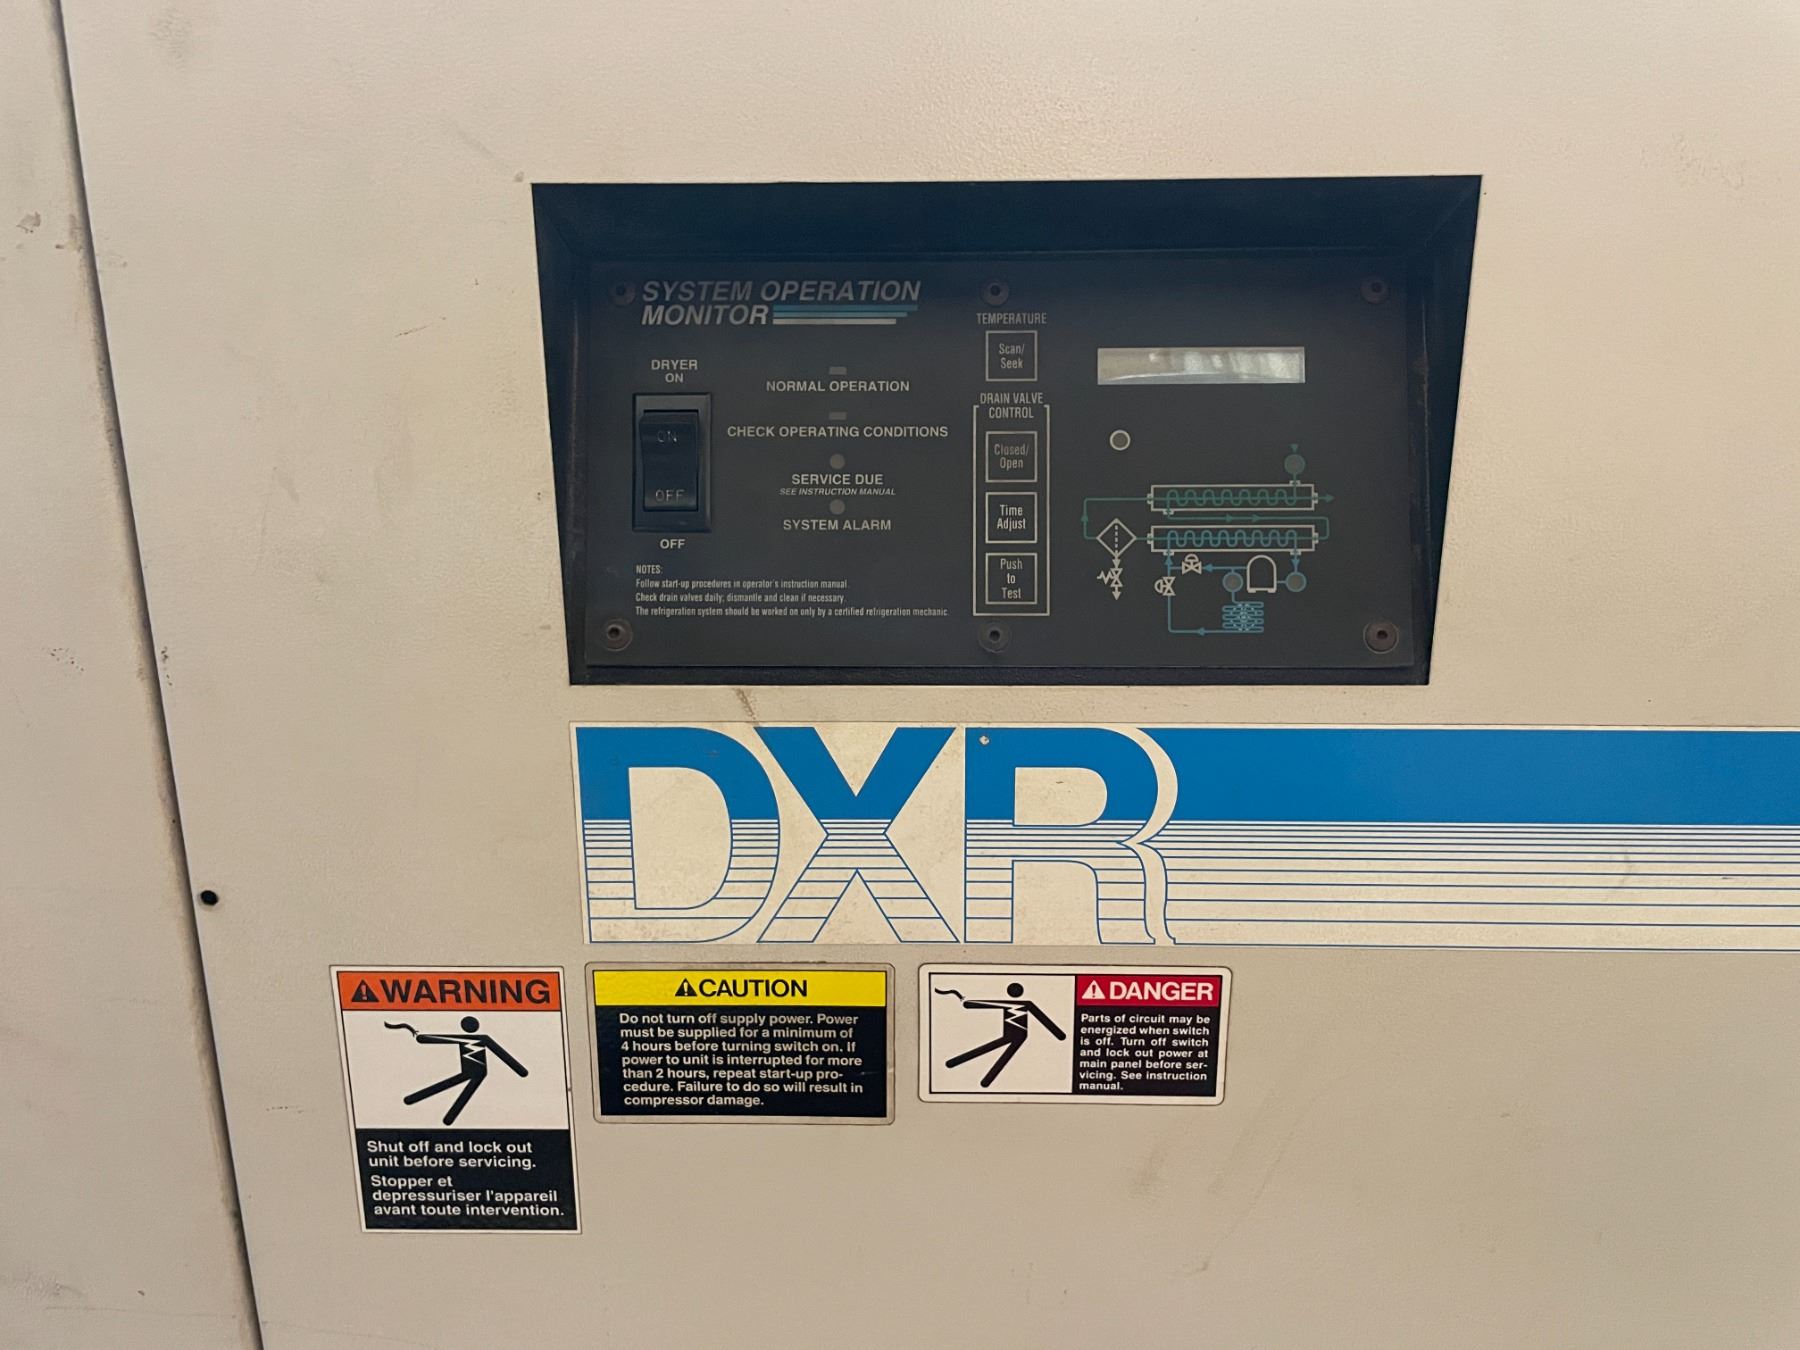 SYSTEM OPERATION
MONITOR
DRYER
ON
ON
OFF
OFF
NORMAL OPERATION
CHECK OPERATING CONDITIONS
SERVICE DUE
SEE INSTRUCTION MANUAL
SYSTEM ALARM
NOTES:
Follow start-up procedures in operator's instruction manual.
Check drain valves daily; dismantle and clean if necessary.
The refrigeration system should be worked on only by a certified refrigeration mechanic.
TEMPERATURE
Scan/
Seek
DRAIN VALVE
CONTROL
Closed/
Open
Time
Adjust
Push
to
Test
DXR
WARNING
Shut off and lock out
unit before servicing.
Stopper et
depressuriser l'appareil
avant toute intervention.
CAUTION
Do not turn off supply power. Power
must be supplied for a minimum of
4 hours before turning switch on. If
power to unit is interrupted for more
than 2 hours, repeat start-up pro-
cedure. Failure to do so will result in
compressor damage.
DANGER
Parts of circuit may be
energized when switch
is off. Turn off switch
and lock out power at
main panel before ser-
vicing. See instruction
manual.